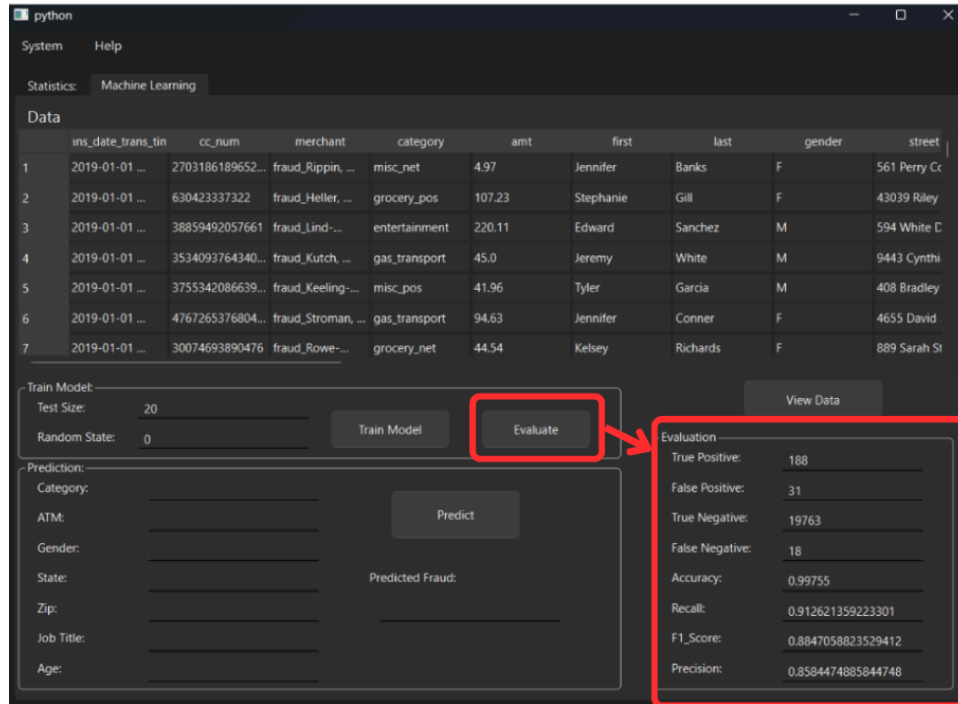 python
System Help
Statistics: Machine Learning
Data
ıns_date_trans_tin cc_num merchant category amt first last gender street
1 2019-01-01 ... 2703186189652... fraud_Rippin, ... misc_net 4.97 Jennifer Banks F 561 Perry Co
2 2019-01-01 ... 630423337322 fraud_Heller, ... grocery_pos 107.23 Stephanie Gill F 43039 Riley
3 2019-01-01 ... 38859492057661 fraud_Lind-... entertainment 220.11 Edward Sanchez M 594 White D
4 2019-01-01 ... 3534093764340... fraud_Kutch, ... gas_transport 45.0 Jeremy White M 9443 Cynthi
5 2019-01-01 ... 3755342086639... fraud_Keeling-... misc_pos 41.96 Tyler Garcia M 408 Bradley
6 2019-01-01 ... 4767265376804... fraud_Stroman, ... gas_transport 94.63 Jennifer Conner F 4655 David
7 2019-01-01 ... 30074693890476 fraud_Rowe-... grocery_net 44.54 Kelsey Richards F 889 Sarah St
Train Model:
Test Size: 20
Random State: 0
Train Model
Evaluate
View Data
Prediction:
Category:
ATM:
Gender:
State:
Zip:
Job Title:
Age:
Predict
Predicted Fraud:
Evaluation
True Positive: 188
False Positive: 31
True Negative: 19763
False Negative: 18
Accuracy: 0.99755
Recall: 0.912621359223301
F1_Score: 0.8847058823529412
Precision: 0.8584474885844748